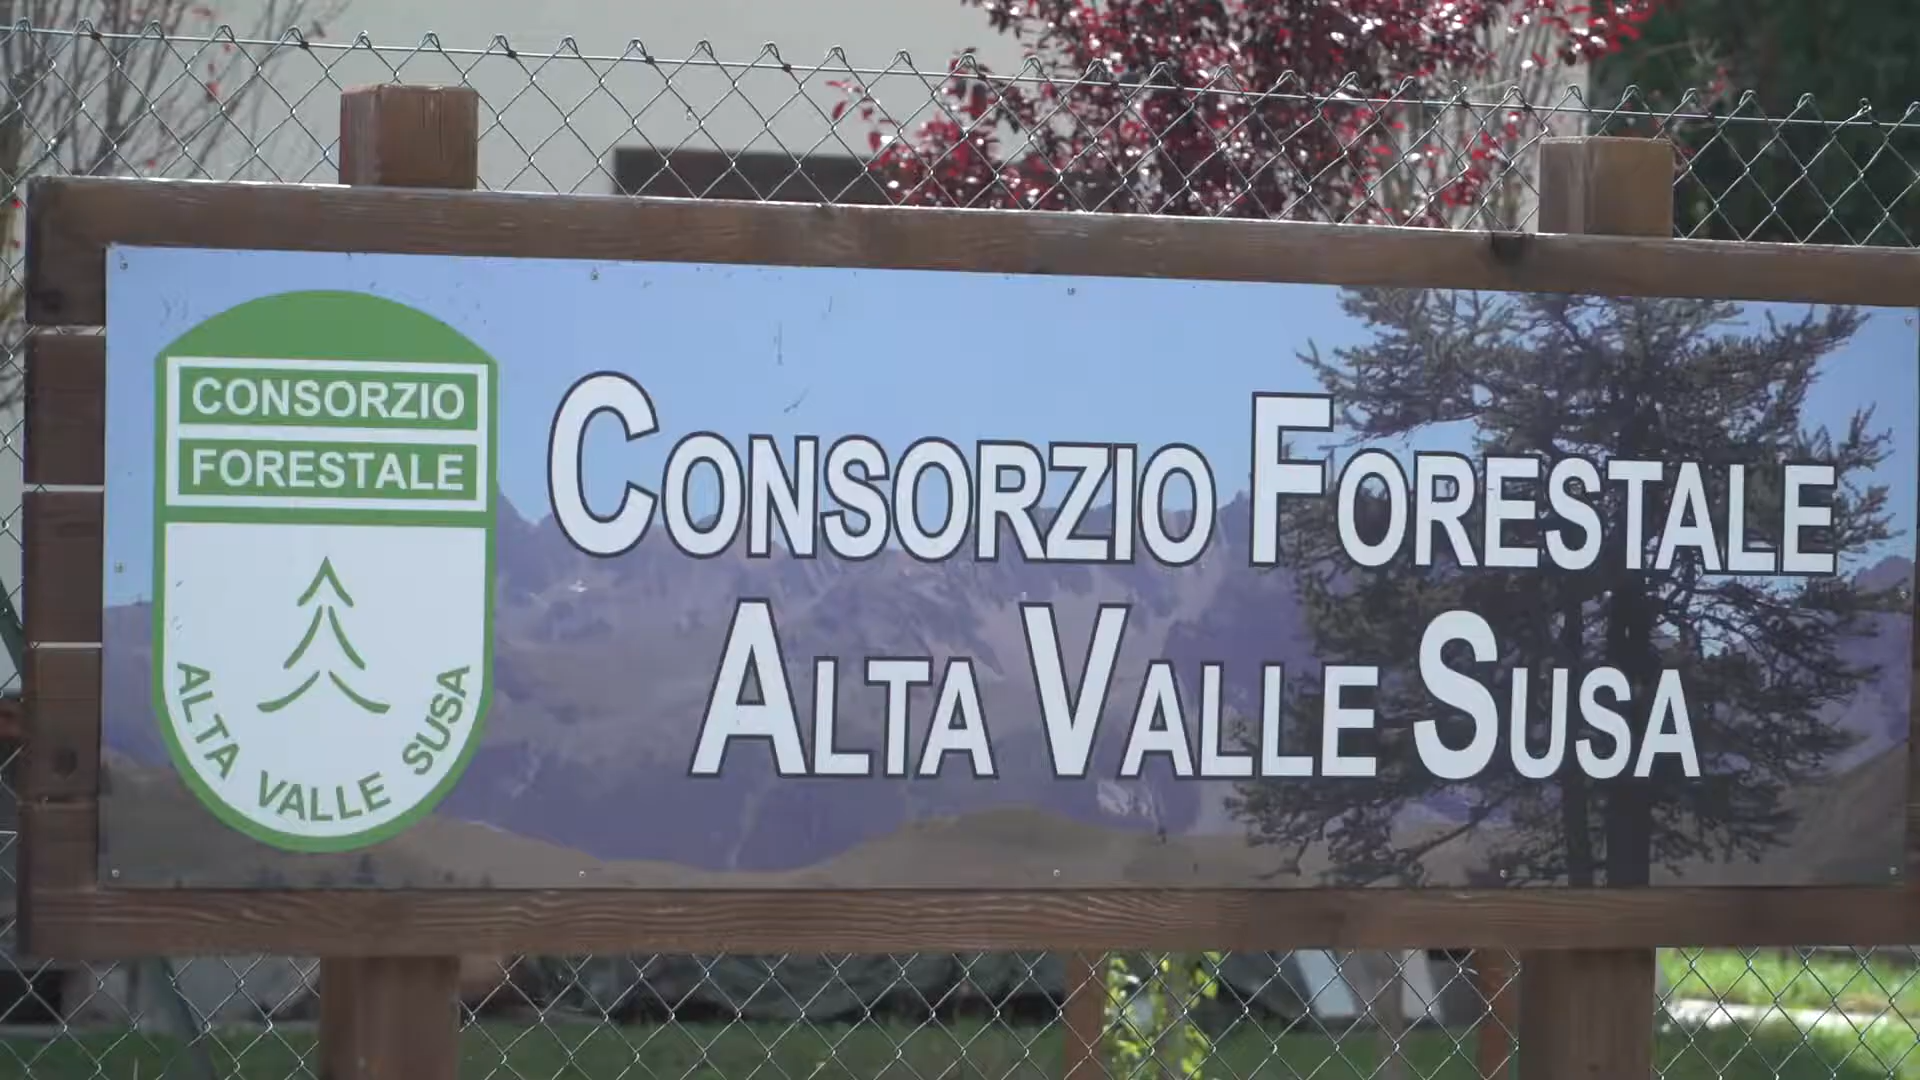 CONSORZIO
FORESTALE
ALTA VALLE SUSA
CONSORZIO FORESTALE
ALTA VALLE SUSA